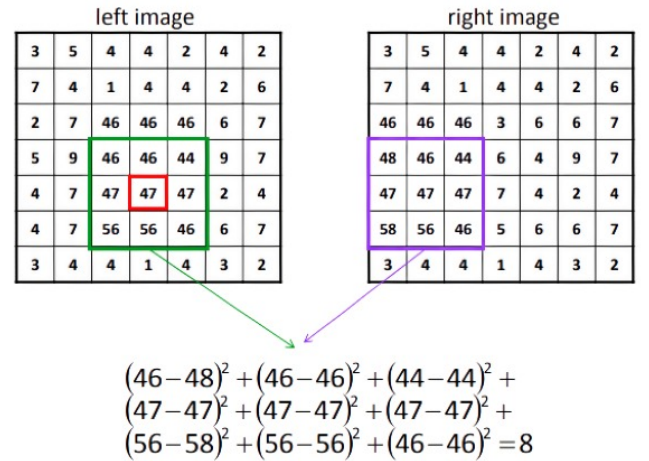 left image
right image
3 5 4 4 2 4 2
7 4 1 4 4 2 6
2 7 46 46 46 6 7
5 9 46 46 44 9 7
4 7 47 47 47 2 4
4 7 56 56 46 6 7
3 4 4 1 4 3 2
3 5 4 4 2 4 2
7 4 1 4 4 2 6
46 46 46 3 6 6 7
48 46 44 6 4 9 7
47 47 47 7 4 2 4
58 56 46 5 6 6 7
3 4 4 1 4 3 2
(46−48)² +(46−46)² +(44−44)² +
(47−47)² +(47−47)² +(47−47)² +
(56−58)² +(56−56)² +(46−46)² =8